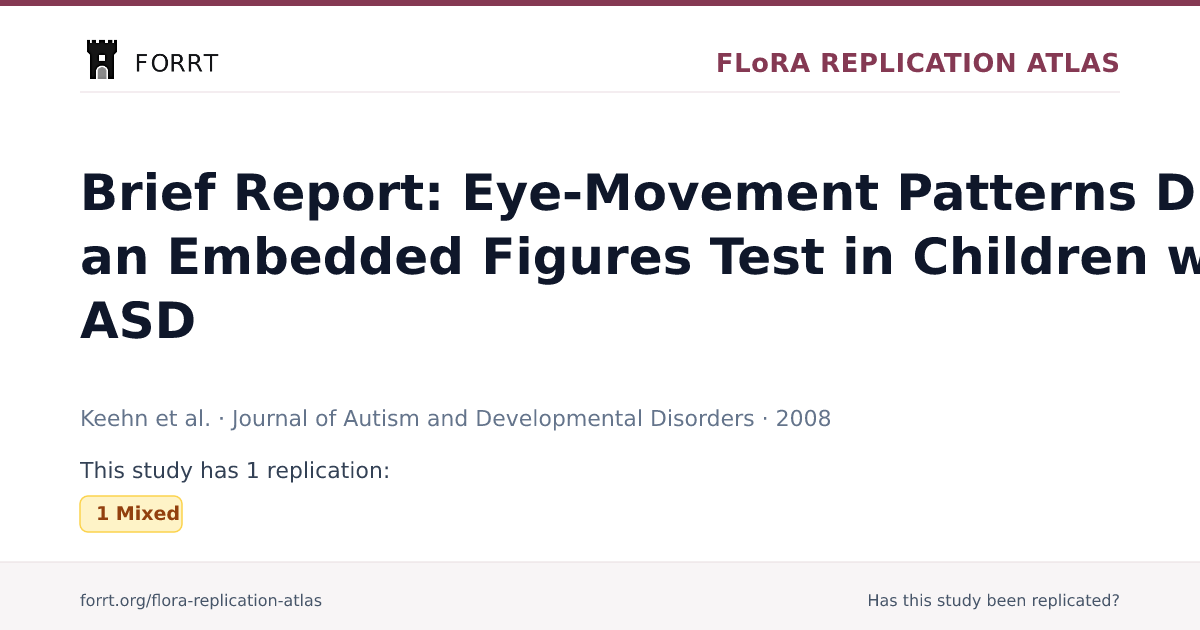 FORRT
FLoRA REPLICATION ATLAS
Brief Report: Eye-Movement Patterns D
an Embedded Figures Test in Children w
ASD
Keehn et al. · Journal of Autism and Developmental Disorders · 2008
This study has 1 replication:
1 Mixed
forrt.org/flora-replication-atlas
Has this study been replicated?